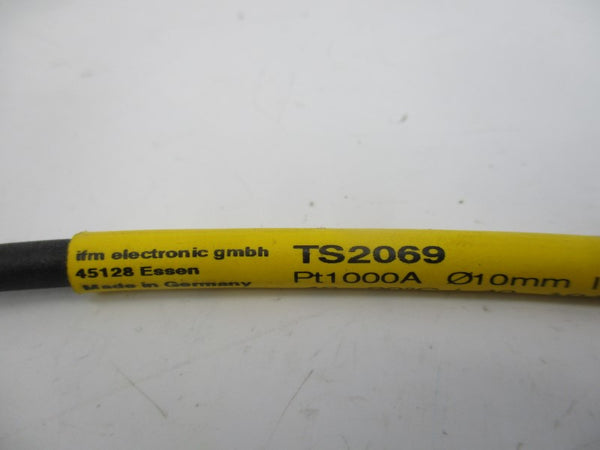 ifm electronic gmbh
45128 Essen
Made in Germany
TS2069
Pt1000A Ø10mm